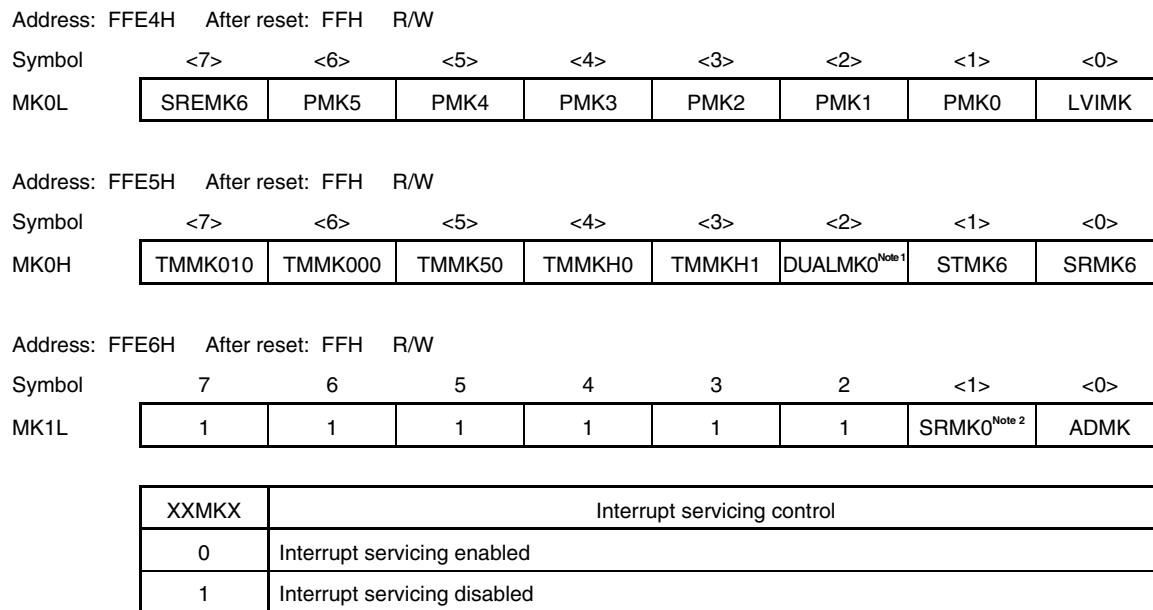 Address: FFE4H After reset: FFH R/W
Symbol <7> <6> <5> <4> <3> <2> <1> <0>
MK0L SREMK6 PMK5 PMK4 PMK3 PMK2 PMK1 PMK0 LVIMK
Address: FFE5H After reset: FFH R/W
Symbol <7> <6> <5> <4> <3> <2> <1> <0>
MK0H TMMK010 TMMK000 TMMK50 TMMKH0 TMMKH1 DUALMK0Note 1 STMK6 SRMK6
Address: FFE6H After reset: FFH R/W
Symbol 7 6 5 4 3 2 <1> <0>
MK1L 1 1 1 1 1 1 SRMK0Note 2 ADMK
XXMKX Interrupt servicing control
0 Interrupt servicing enabled
1 Interrupt servicing disabled